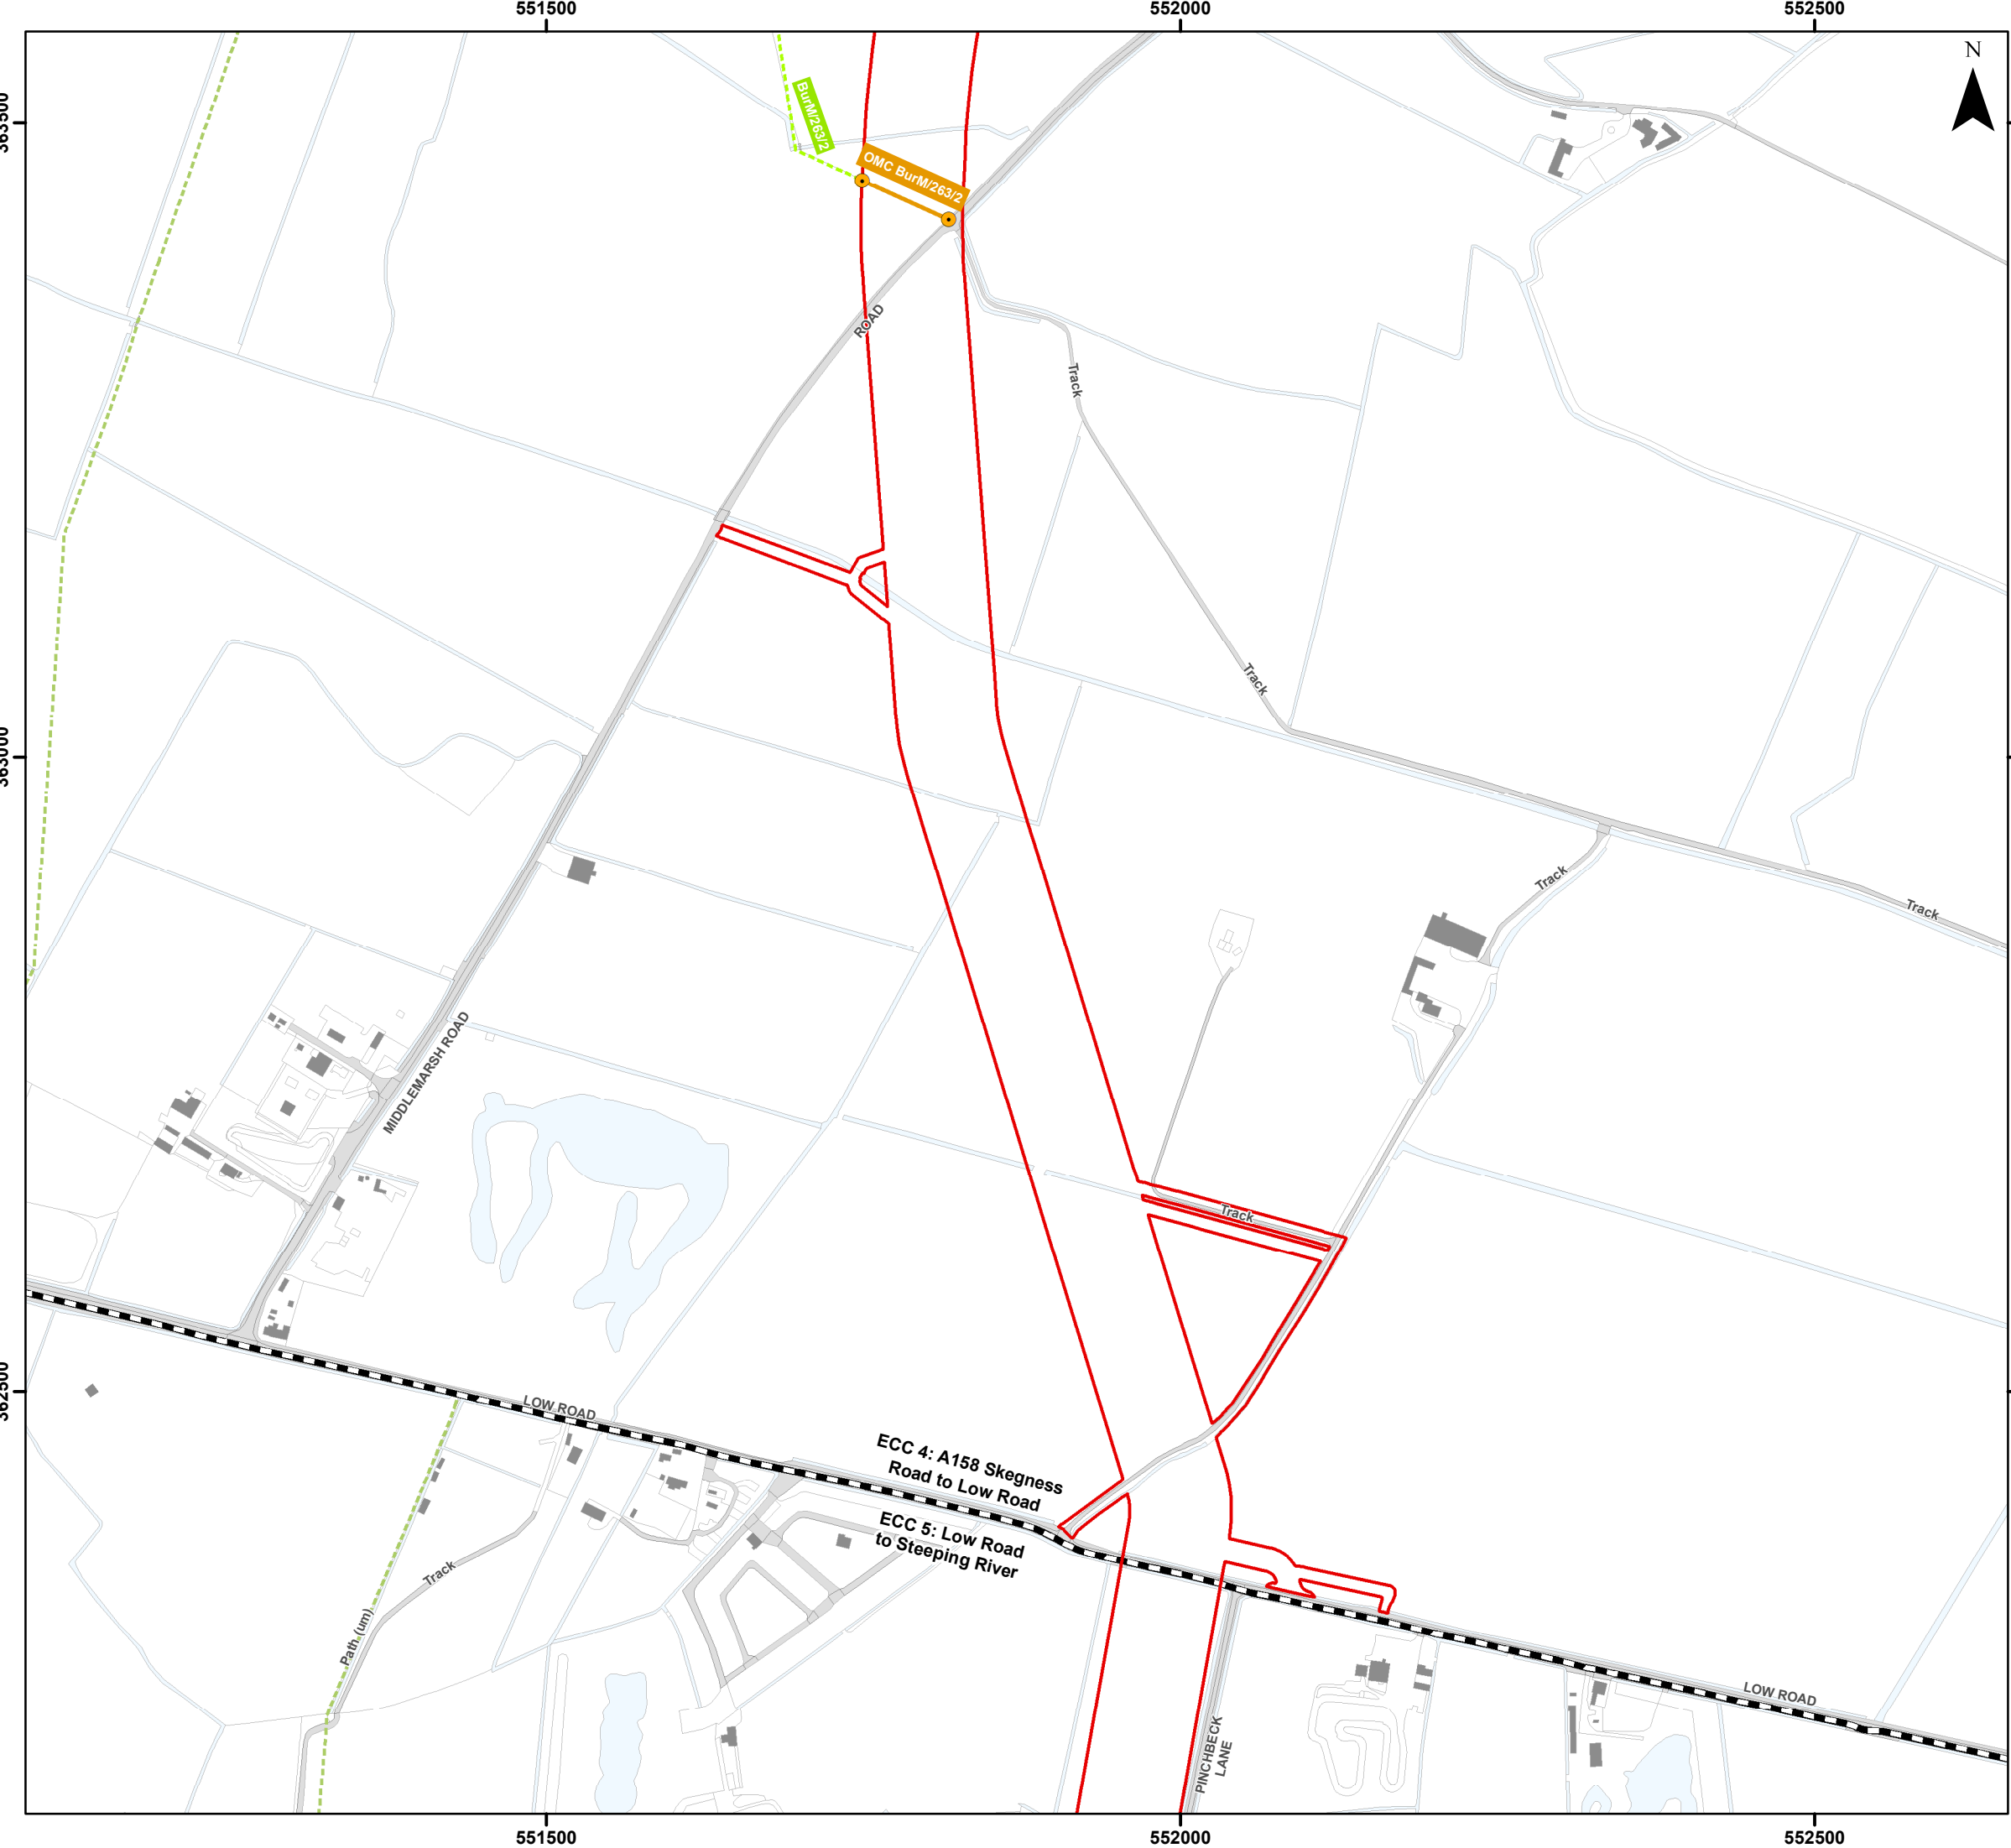 551500
552000
552500
N
363500
BurM/263/2
OMC BurM/263/2
ROAD
Track
Track
363000
Track
Track
MIDDLEMARSH ROAD
Track
362500
LOW ROAD
ECC 4: A158 Skegness
Road to Low Road
ECC 5: Low Road
to Steeping River
Track
Path (um)
LOW ROAD
PINCHBECK
LANE
551500
552000
552500